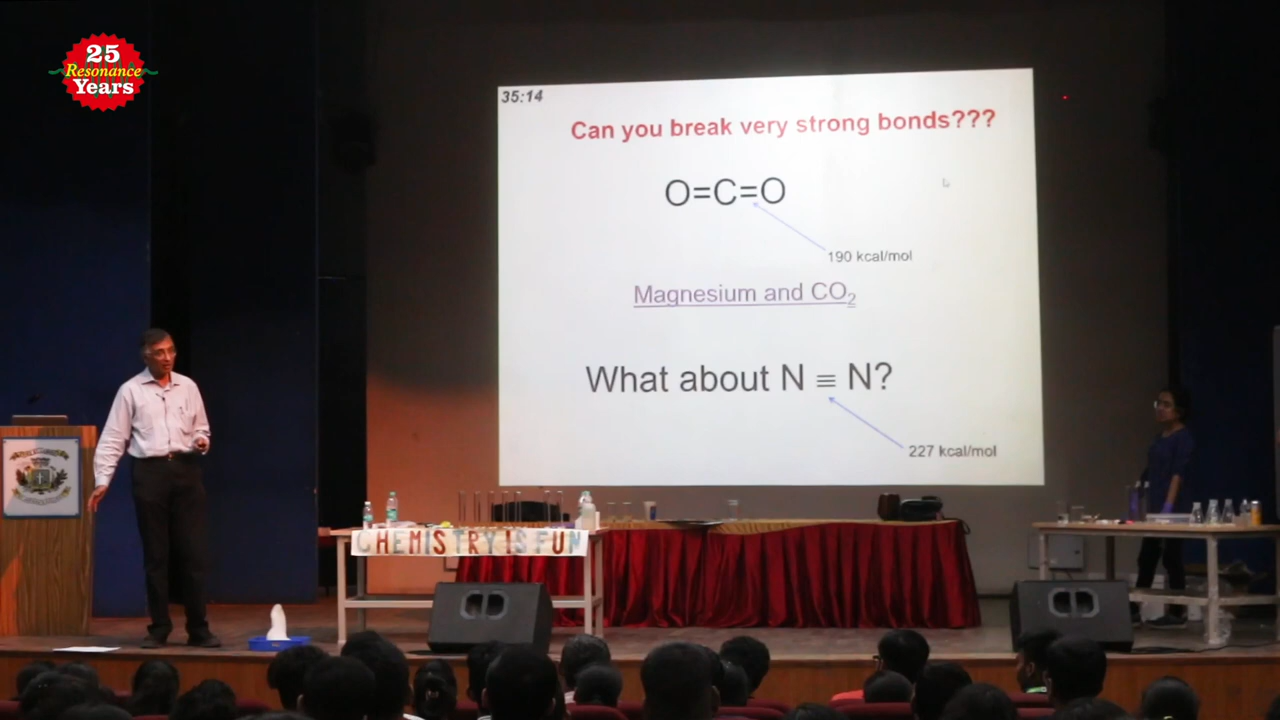 25
Resonance
Years
35:14
Can you break very strong bonds???
O=C=O
190 kcal/mol
Magnesium and CO₂
What about N ≡ N?
227 kcal/mol
CHEMISTRY IS FUN